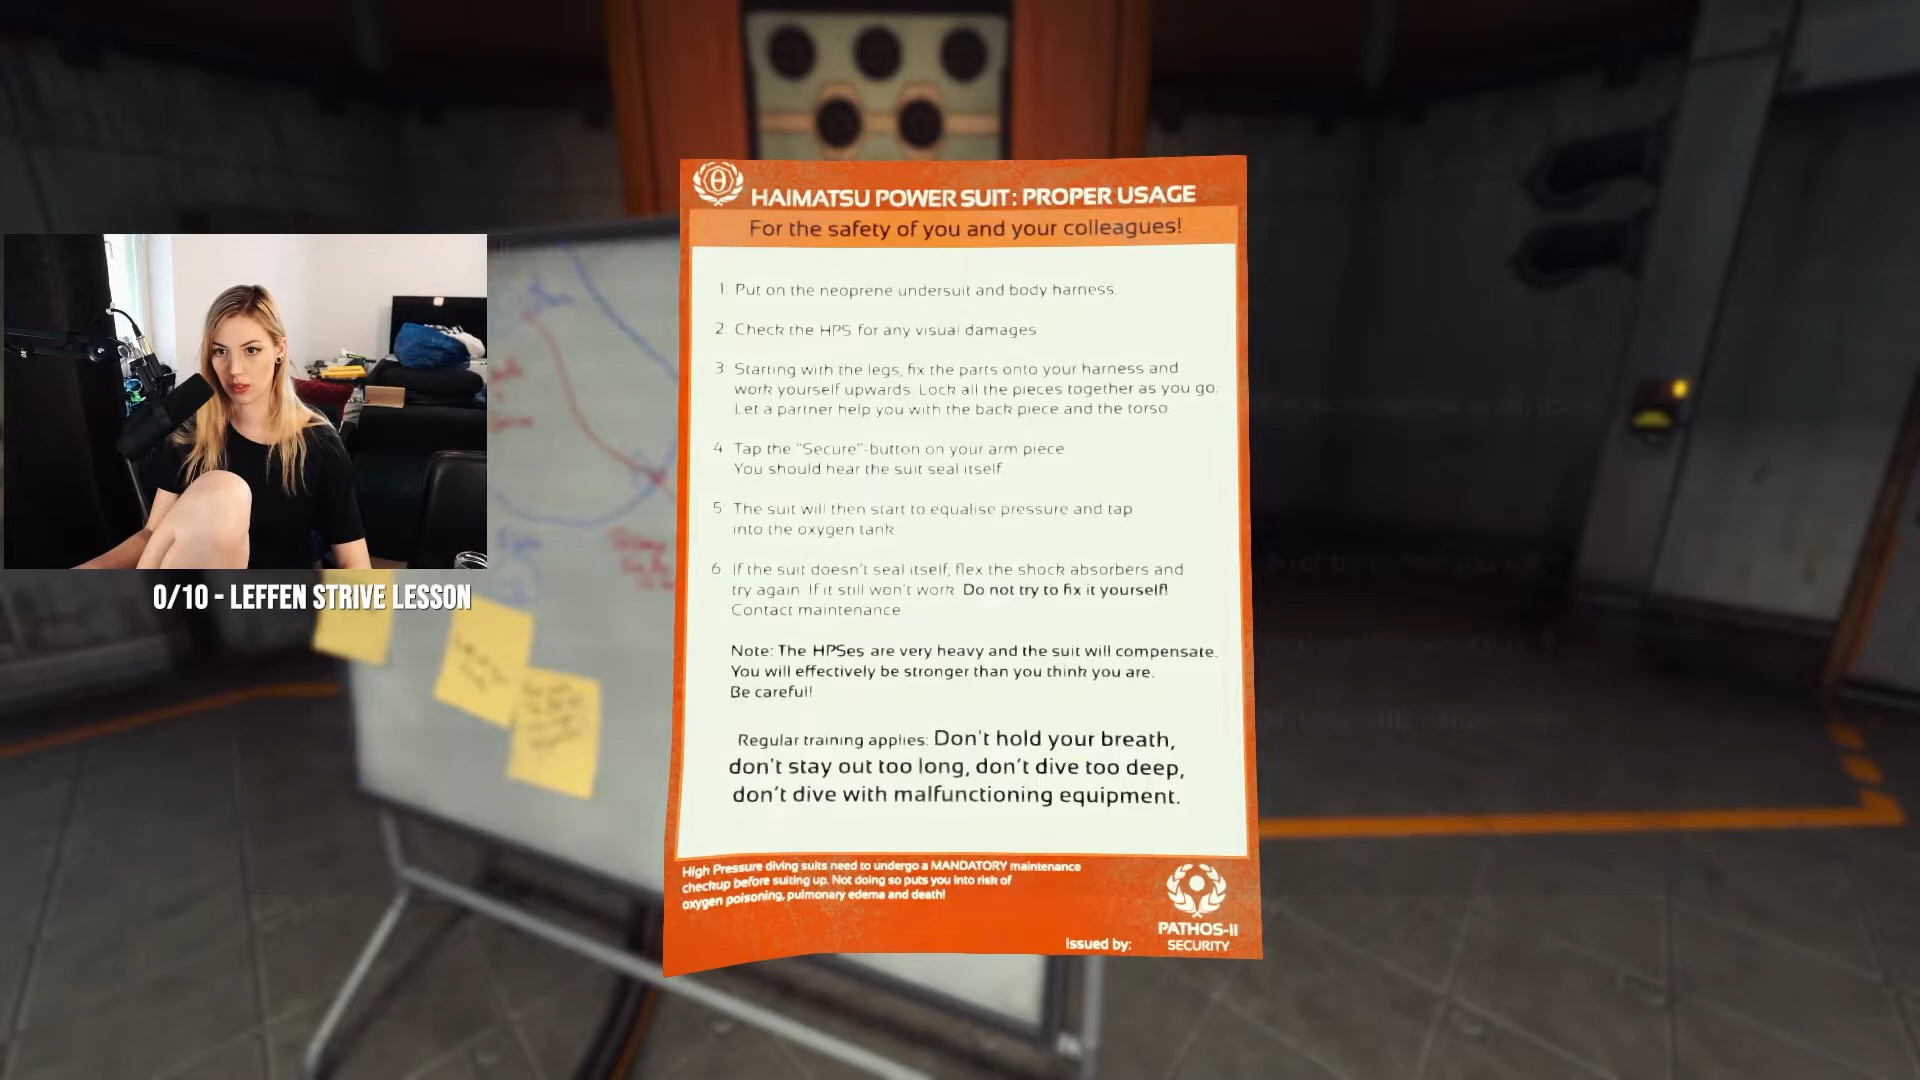 HAIMATSU POWER SUIT: PROPER USAGE
For the safety of you and your colleagues!
1. Put on the neoprene undersuit and body harness.
2. Check the HPS for any visual damages
3 Starting with the legs, fix the parts onto your harness and
work yourself upwards. Lock all the pieces together as you go.
Let a partner help you with the back piece and the torso.
4 Tap the "Secure"-button on your arm piece.
You should hear the suit seal itself.
5 The suit will then start to equalise pressure and tap
into the oxygen tank.
6. If the suit doesn't seal itself, flex the shock absorbers and
try again. If it still won't work. Do not try to fix it yourself!
Contact maintenance
Note: The HPSes are very heavy and the suit will compensate.
You will effectively be stronger than you think you are.
Be careful!
Regular training applies: Don't hold your breath,
don't stay out too long, don't dive too deep,
don't dive with malfunctioning equipment.
High Pressure diving suits need to undergo a MANDATORY maintenance
checkup before suiting up. Not doing so puts you into risk of
oxygen poisoning, pulmonary edema and death!
issued by:
PATHOS-II
SECURITY
0/10 - LEFFEN STRIVE LESSON